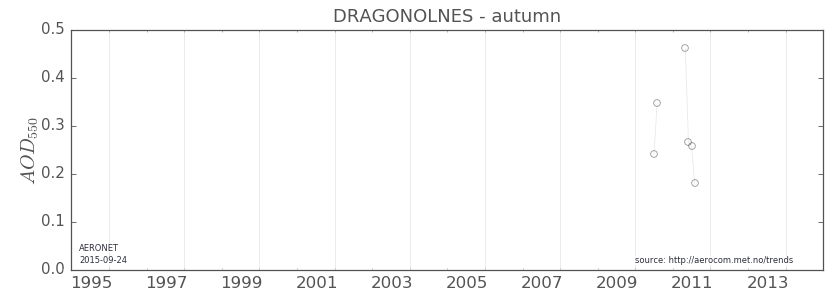 DRAGONOLNES - autumn
0.5
0.4
0.3
0.2
0.1
0.0
AOD550
AERONET
2015-09-24
source: http://aerocom.met.no/trends
1995 1997 1999 2001 2003 2005 2007 2009 2011 2013